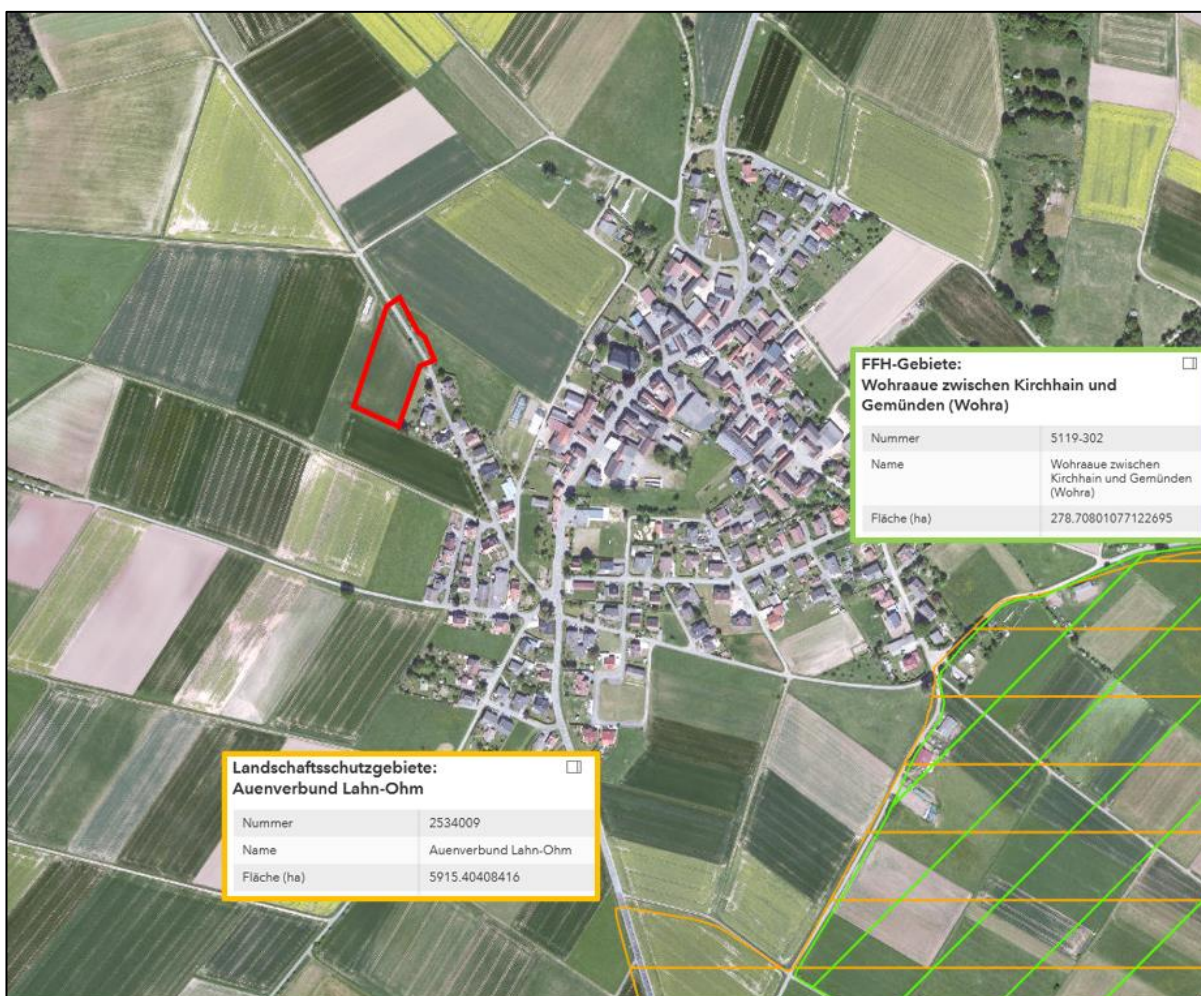 FFH-Gebiete:
Wohraaue zwischen Kirchhain und
Gemünden (Wohra)
Nummer 5119-302
Name Wohraaue zwischen
Kirchhain und Gemünden
(Wohra)
Fläche (ha) 278.70801077122695
Landschaftsschutzgebiete:
Auenverbund Lahn-Ohm
Nummer 2534009
Name Auenverbund Lahn-Ohm
Fläche (ha) 5915.40408416